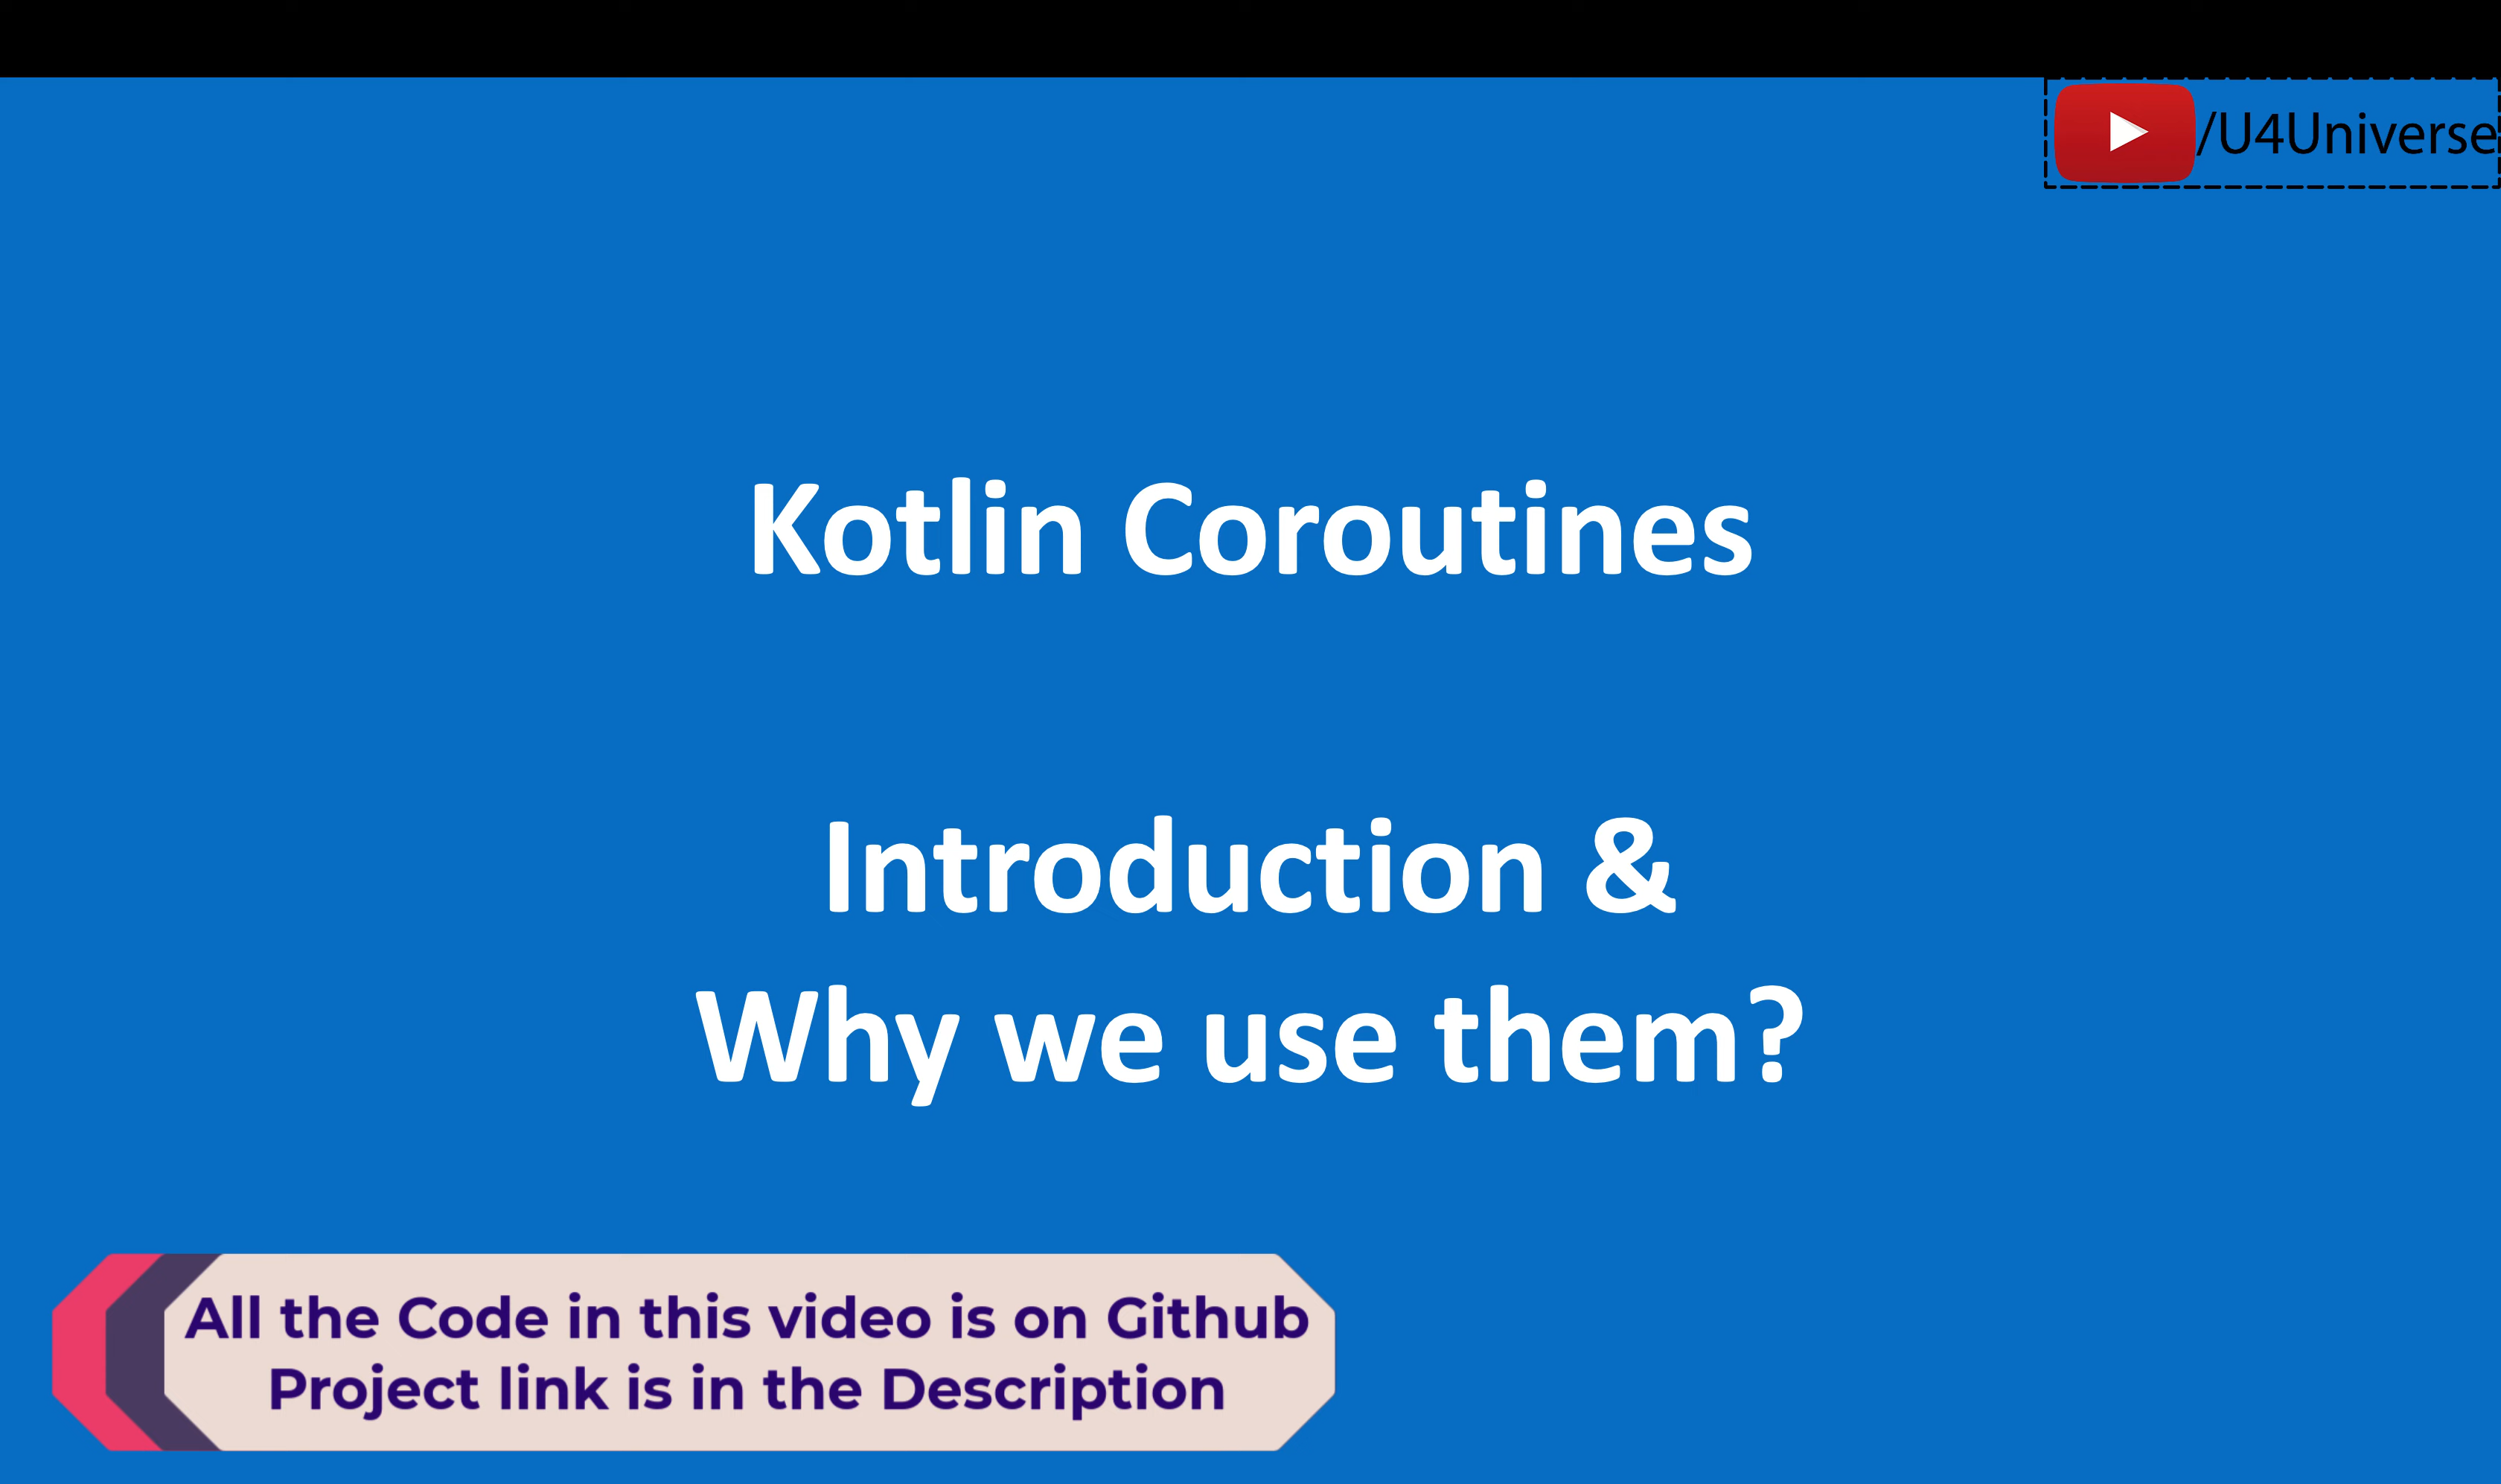 /U4Universe
Kotlin Coroutines
Introduction &
Why we use them?
All the Code in this video is on Github
Project link is in the Description